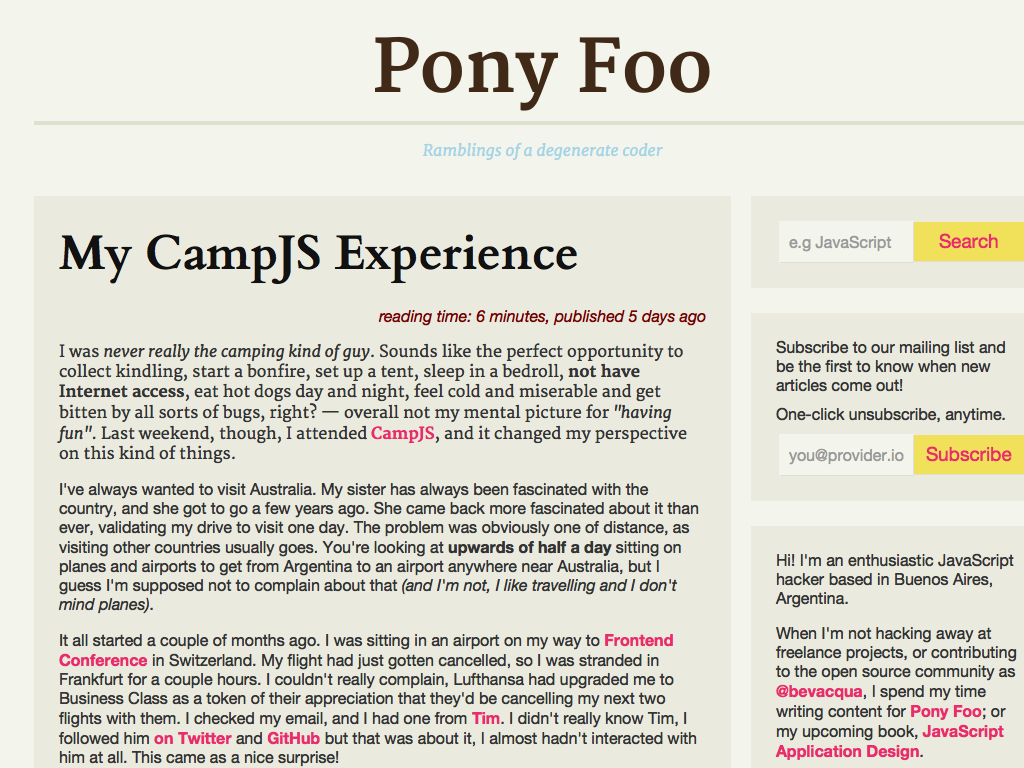 Pony Foo
Ramblings of a degenerate coder
My CampJS Experience
reading time: 6 minutes, published 5 days ago
I was never really the camping kind of guy. Sounds like the perfect opportunity to
collect kindling, start a bonfire, set up a tent, sleep in a bedroll, not have
Internet access, eat hot dogs day and night, feel cold and miserable and get
bitten by all sorts of bugs, right? — overall not my mental picture for "having
fun". Last weekend, though, I attended CampJS, and it changed my perspective
on this kind of things.
I've always wanted to visit Australia. My sister has always been fascinated with the
country, and she got to go a few years ago. She came back more fascinated about it than
ever, validating my drive to visit one day. The problem was obviously one of distance, as
visiting other countries usually goes. You're looking at upwards of half a day sitting on
planes and airports to get from Argentina to an airport anywhere near Australia, but I
guess I'm supposed not to complain about that (and I'm not, I like travelling and I don't
mind planes).
It all started a couple of months ago. I was sitting in an airport on my way to Frontend
Conference in Switzerland. My flight had just gotten cancelled, so I was stranded in
Frankfurt for a couple hours. I couldn't really complain, Lufthansa had upgraded me to
Business Class as a token of their appreciation that they'd be cancelling my next two
flights with them. I checked my email, and I had one from Tim. I didn't really know Tim, I
followed him on Twitter and GitHub but that was about it, I almost hadn't interacted with
him at all. This came as a nice surprise!
e.g JavaScript
Search
Subscribe to our mailing list and
be the first to know when new
articles come out!
One-click unsubscribe, anytime.
you@provider.io
Subscribe
Hi! I'm an enthusiastic JavaScript
hacker based in Buenos Aires,
Argentina.
When I'm not hacking away at
freelance projects, or contributing
to the open source community as
@bevacqua, I spend my time
writing content for Pony Foo; or
my upcoming book, JavaScript
Application Design.